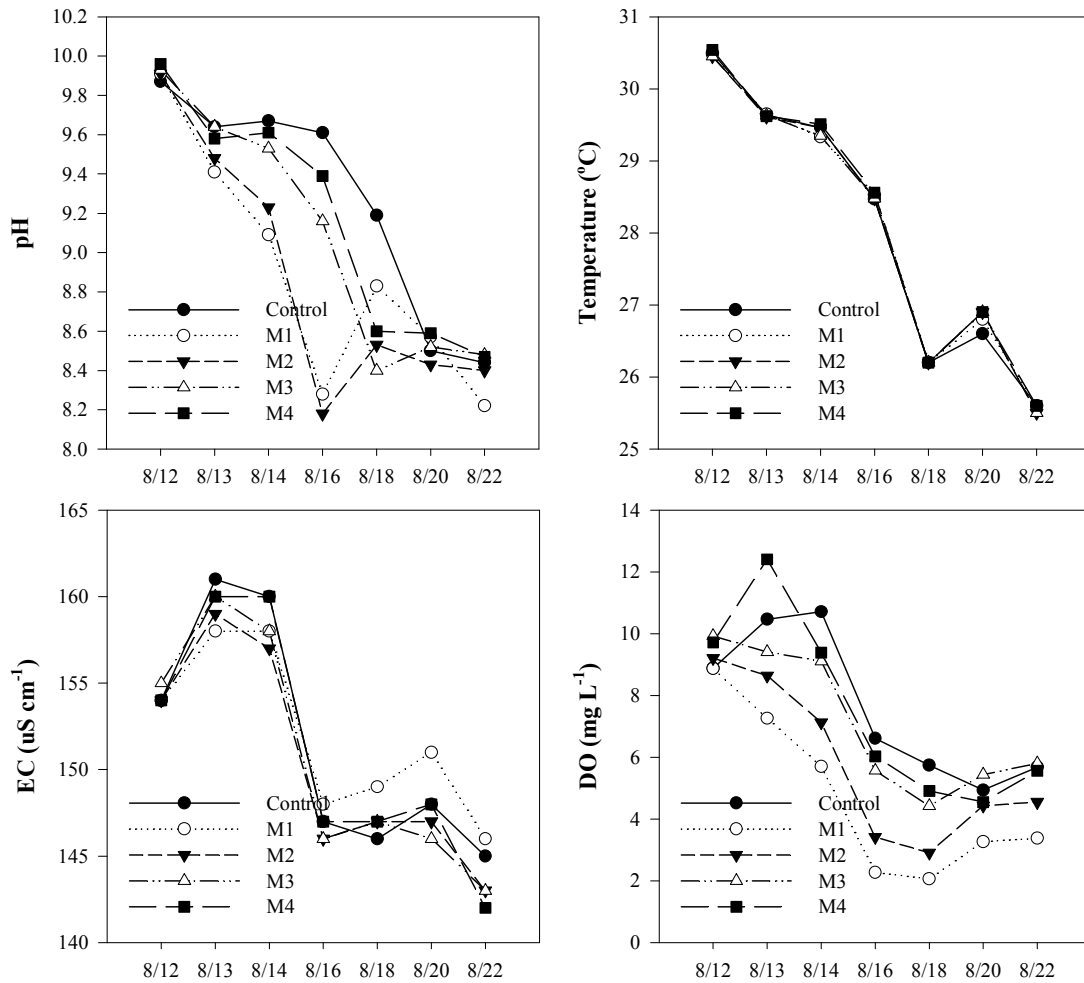 10.2
10.0
9.8
9.6
9.4
9.2
9.0
8.8
8.6
8.4
8.2
8.0
pH
Control
M1
M2
M3
M4
8/12 8/13 8/14 8/16 8/18 8/20 8/22
31
30
29
28
27
26
25
Temperature (ºC)
Control
M1
M2
M3
M4
8/12 8/13 8/14 8/16 8/18 8/20 8/22
165
160
155
150
145
140
EC (uS cm⁻¹)
Control
M1
M2
M3
M4
8/12 8/13 8/14 8/16 8/18 8/20 8/22
14
12
10
8
6
4
2
0
DO (mg L⁻¹)
Control
M1
M2
M3
M4
8/12 8/13 8/14 8/16 8/18 8/20 8/22